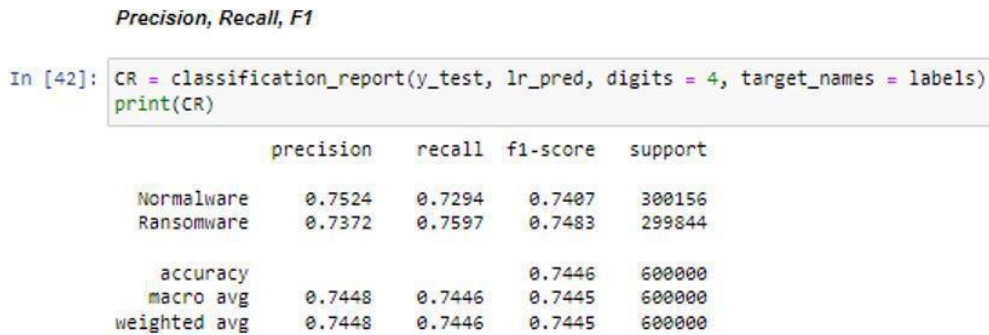 Precision, Recall, F1
In [42]: CR = classification_report(y_test, lr_pred, digits = 4, target_names = labels)
print(CR)
precision recall f1-score support
Normalware 0.7524 0.7294 0.7407 300156
Ransomware 0.7372 0.7597 0.7483 299844
accuracy 0.7446 600000
macro avg 0.7448 0.7446 0.7445 600000
weighted avg 0.7448 0.7446 0.7445 600000